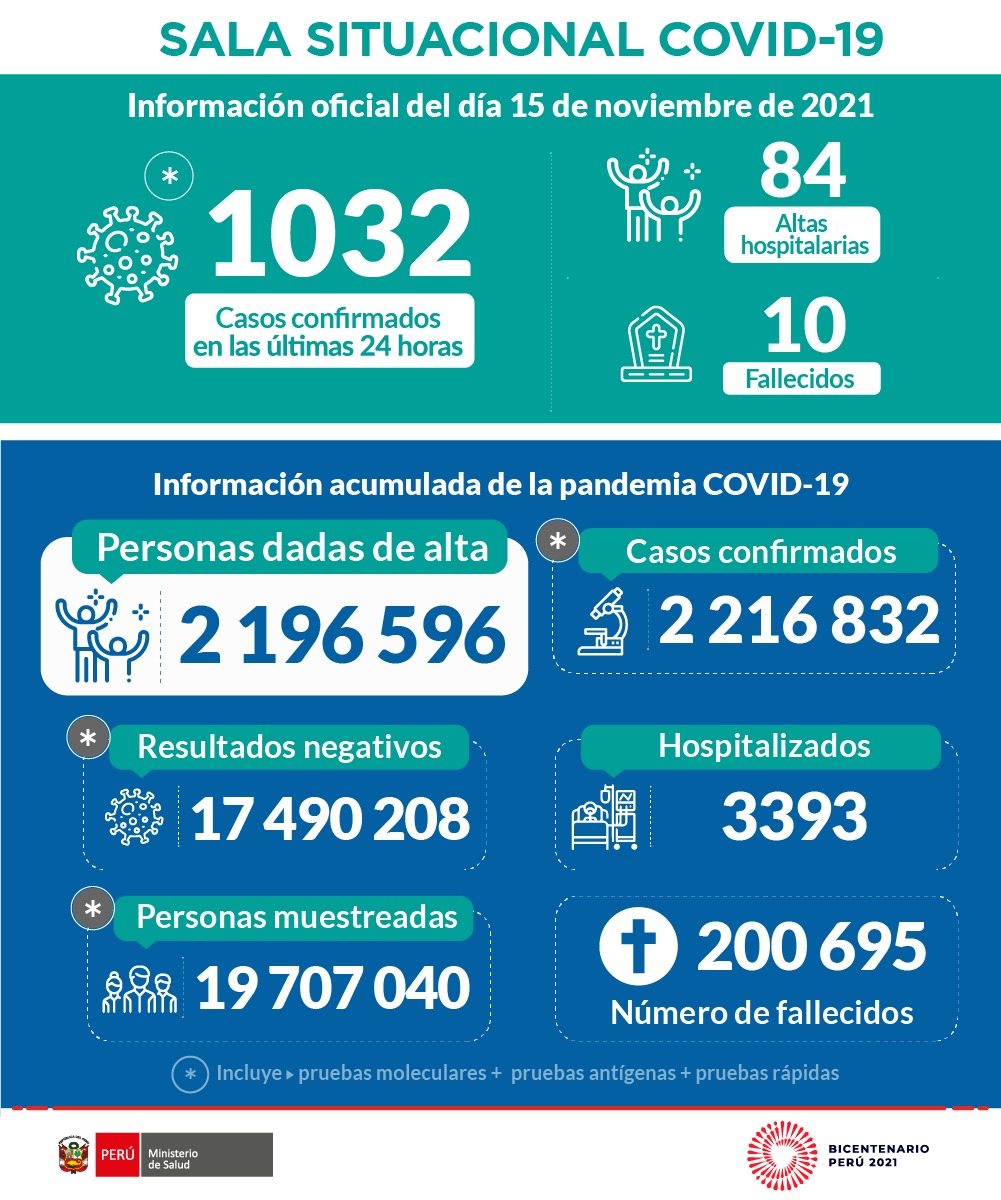 SALA SITUACIONAL COVID-19
Información oficial del día 15 de noviembre de 2021
*
1032
Casos confirmados
en las últimas 24 horas
84
Altas
hospitalarias
10
Fallecidos
Información acumulada de la pandemia COVID-19
Personas dadas de alta
2 196 596
*
Casos confirmados
2 216 832
*
Resultados negativos
17 490 208
Hospitalizados
3393
*
Personas muestreadas
19 707 040
200 695
Número de fallecidos
* Incluye ▸ pruebas moleculares + pruebas antígenas + pruebas rápidas
PERÚ
Ministerio
de Salud
BICENTENARIO
PERÚ 2021